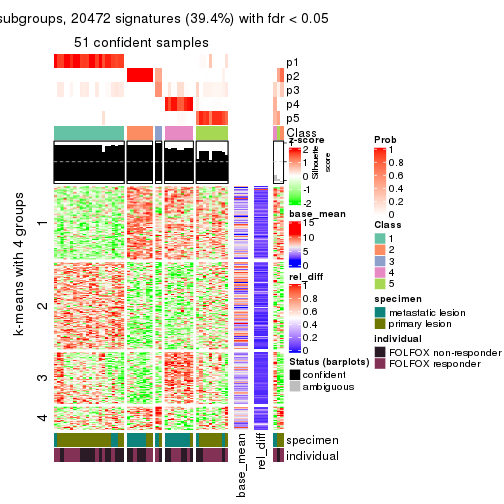 subgroups, 20472 signatures (39.4%) with fdr < 0.05
51 confident samples
p1
p2
p3
p4
p5
Class
z-score
2
1
0
-1
-2
Silhouette
score
base_mean
15
10
5
0
rel_diff
1
0.8
0.6
0.4
0.2
0
Status (barplots)
confident
ambiguous
Prob
1
0.8
0.6
0.4
0.2
0
Class
1
2
3
4
5
specimen
metastatic lesion
primary lesion
individual
FOLFOX non-responder
FOLFOX responder
k-means with 4 groups
1
2
3
4
specimen
individual
base_mean
rel_diff